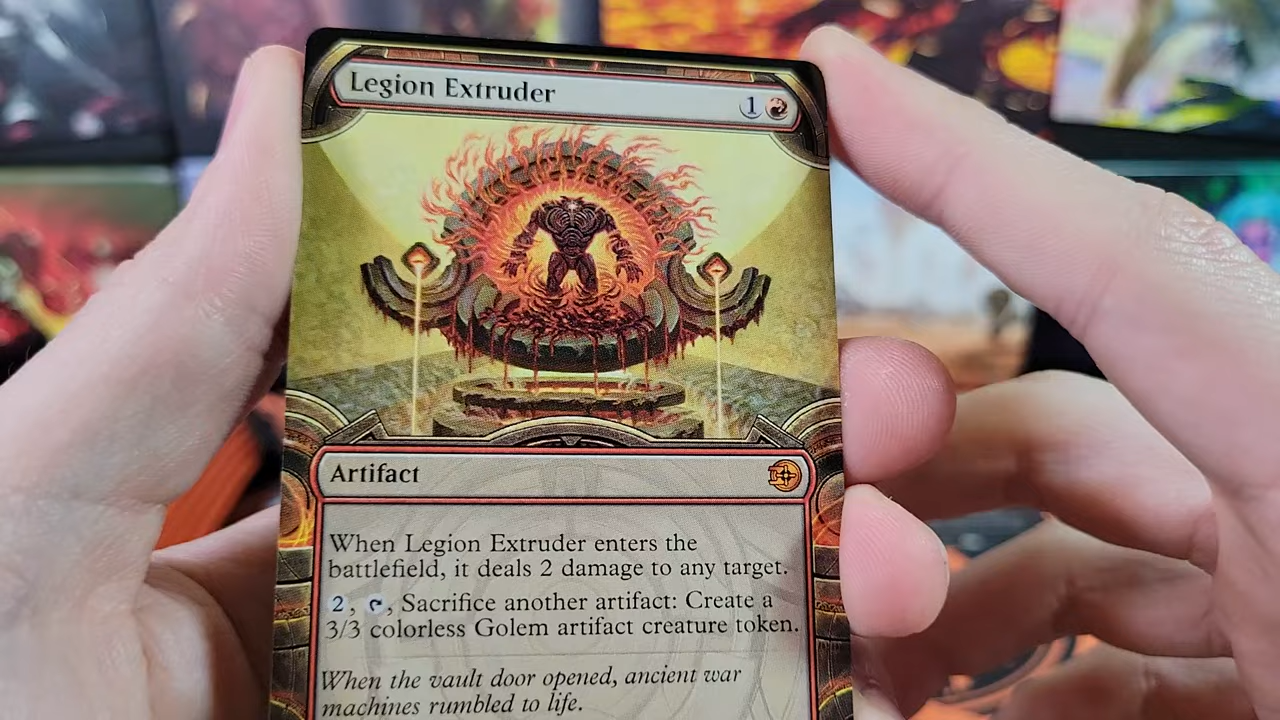 Legion Extruder 1
Artifact
When Legion Extruder enters the
battlefield, it deals 2 damage to any target.
2, , Sacrifice another artifact: Create a
3/3 colorless Golem artifact creature token.
When the vault door opened, ancient war
machines rumbled to life.